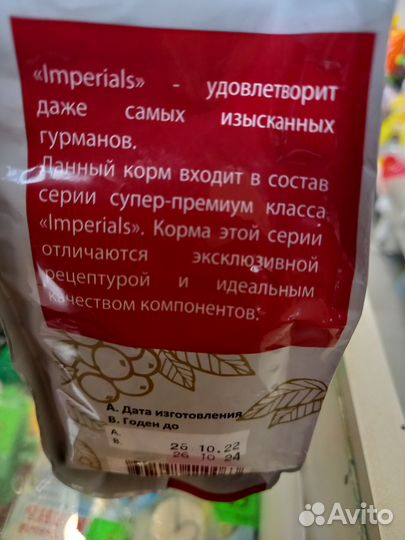 «Imperials» - удовлетворит
даже самых изысканных
гурманов.
Данный корм входит в состав
серии супер-премиум класса
«Imperials». Корма этой серии
отличаются эксклюзивной
рецептурой и идеальным
качеством компонентов:
А. Дата изготовления
В. Годен до
А. 26 10.22
В. 26 10 24
Avito